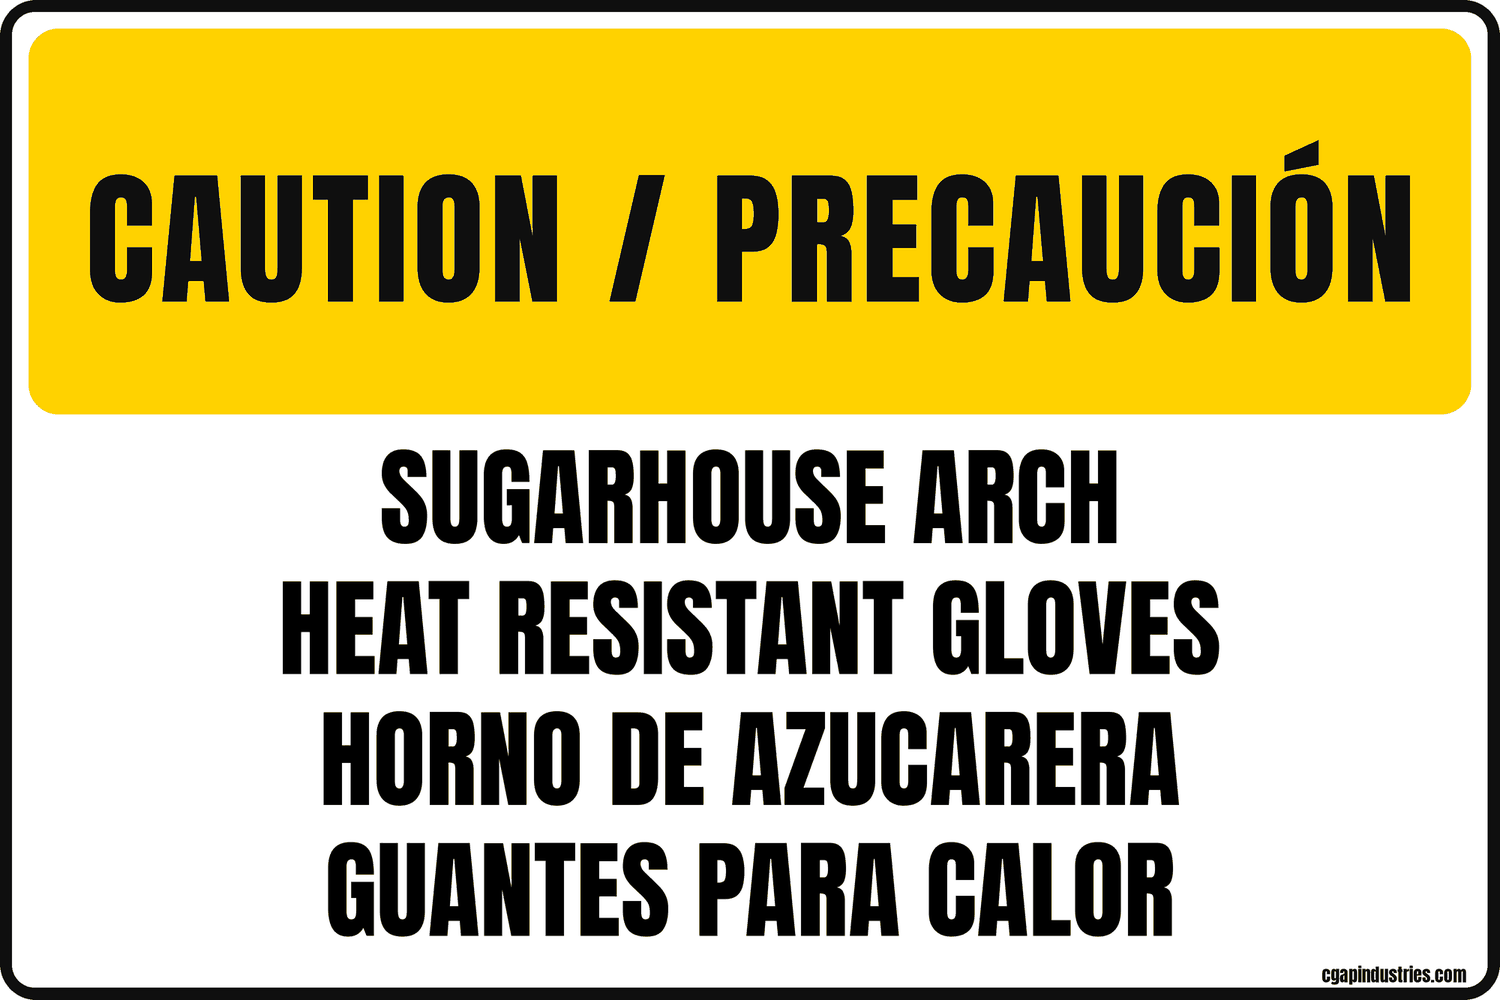 CAUTION / PRECAUCIÓN
SUGARHOUSE ARCH
HEAT RESISTANT GLOVES
HORNO DE AZUCARERA
GUANTES PARA CALOR
cgapindustries.com